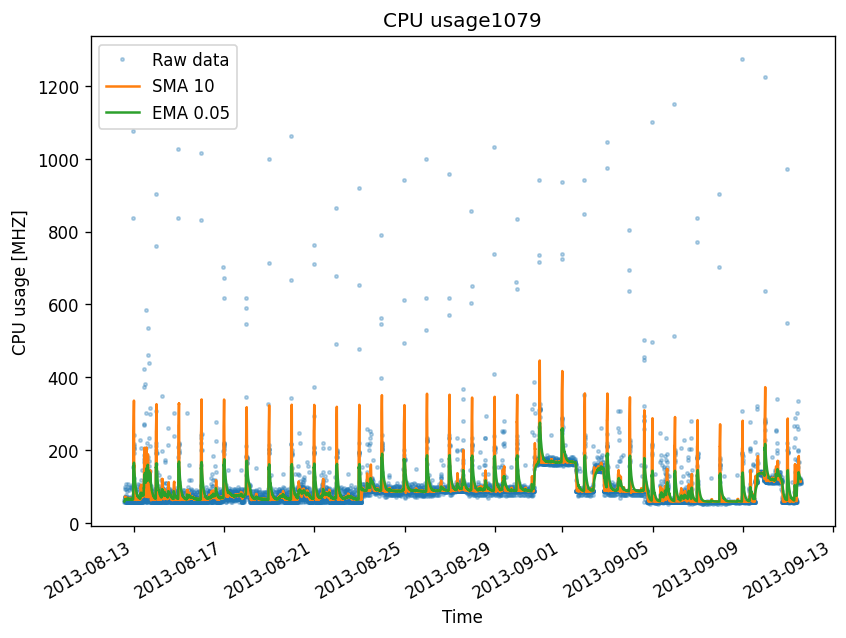 CPU usage1079
Raw data
SMA 10
EMA 0.05
CPU usage [MHZ]
1200
1000
800
600
400
200
0
2013-08-13
2013-08-17
2013-08-21
2013-08-25
2013-08-29
2013-09-01
2013-09-05
2013-09-09
2013-09-13
Time